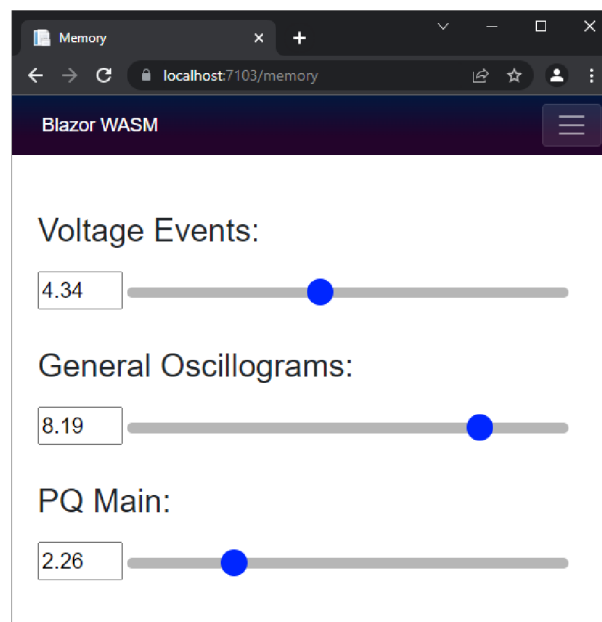 Memory
localhost:7103/memory
Blazor WASM
Voltage Events:
4.34
General Oscillograms:
8.19
PQ Main:
2.26